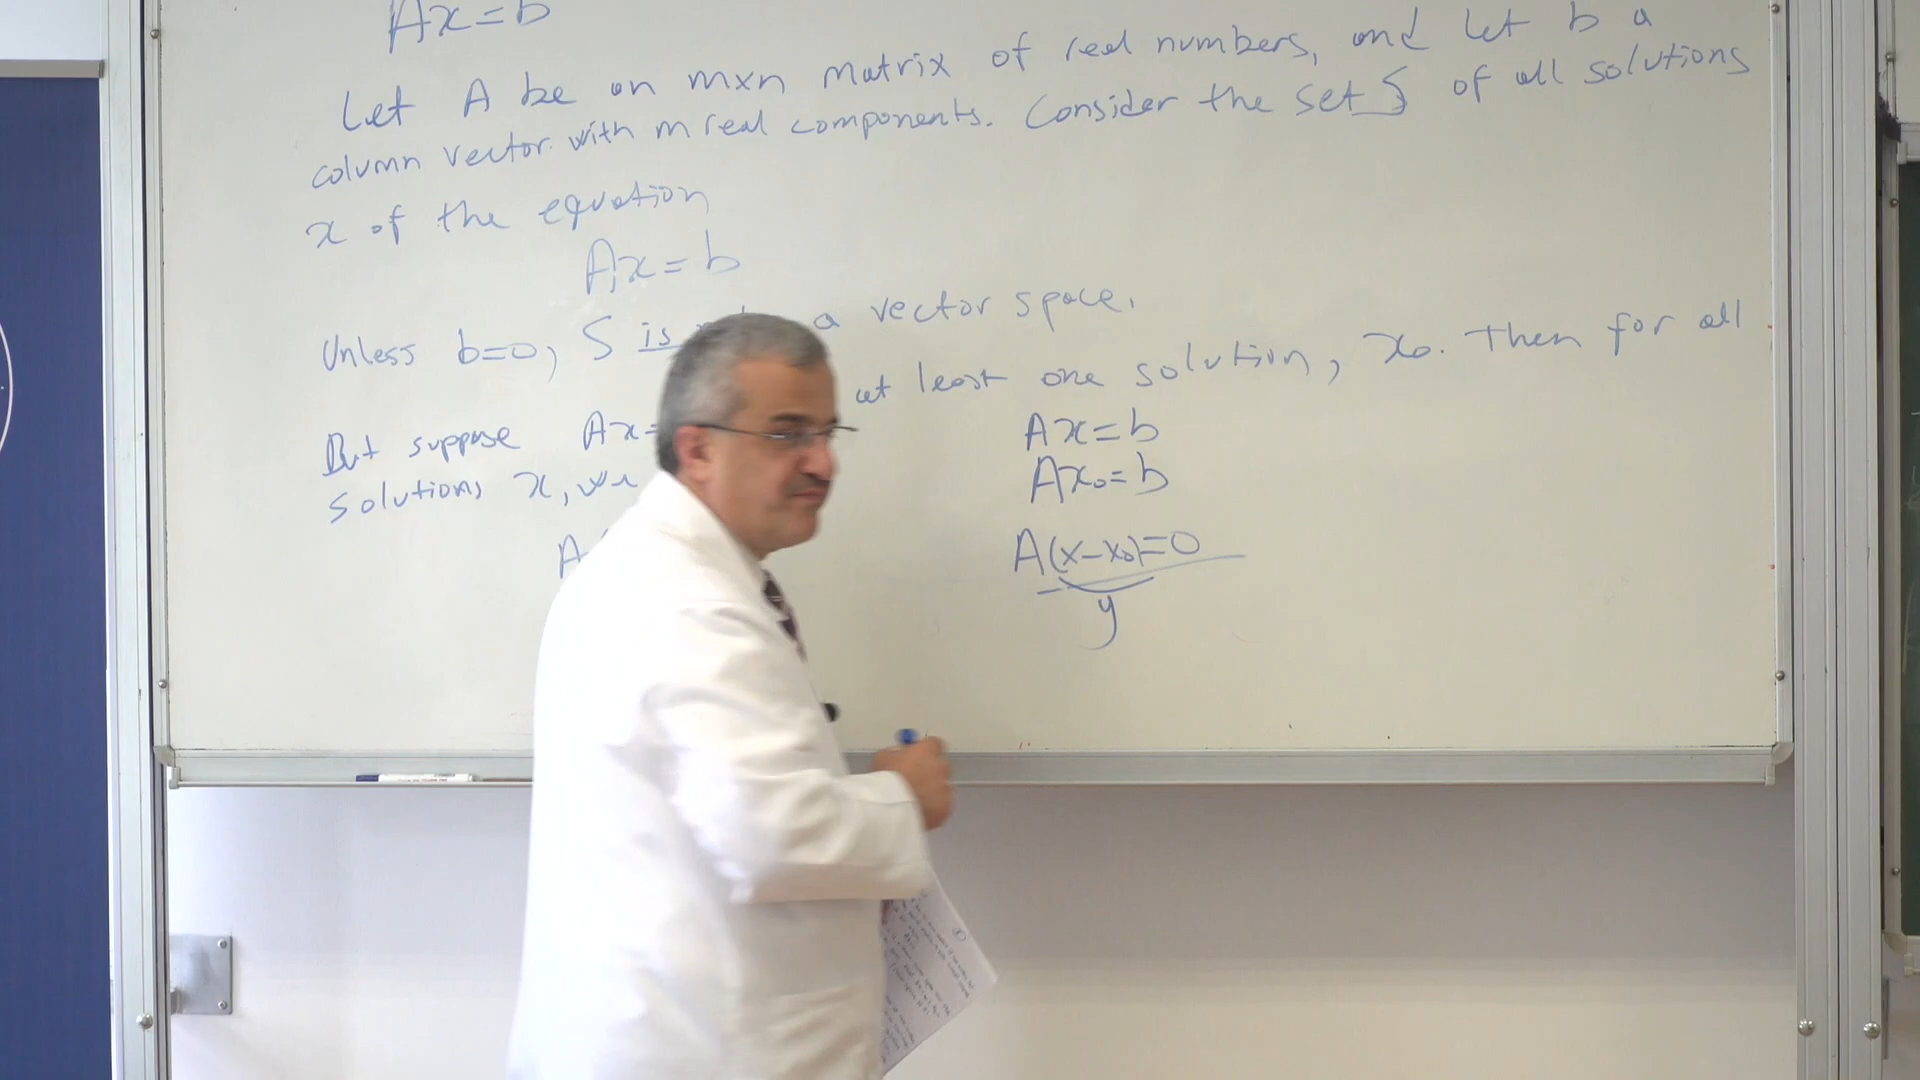 Ax=b
Let A be an mxn matrix of real numbers, and let b a
column vector with m real components. Consider the set S of all solutions
x of the equation
Ax=b
Unless b=0, S is a vector space.
But suppose Ax= at least one solution, x₀. Then for all
solutions x, we
Ax=b
Ax₀=b
A(x-x₀)=0
y